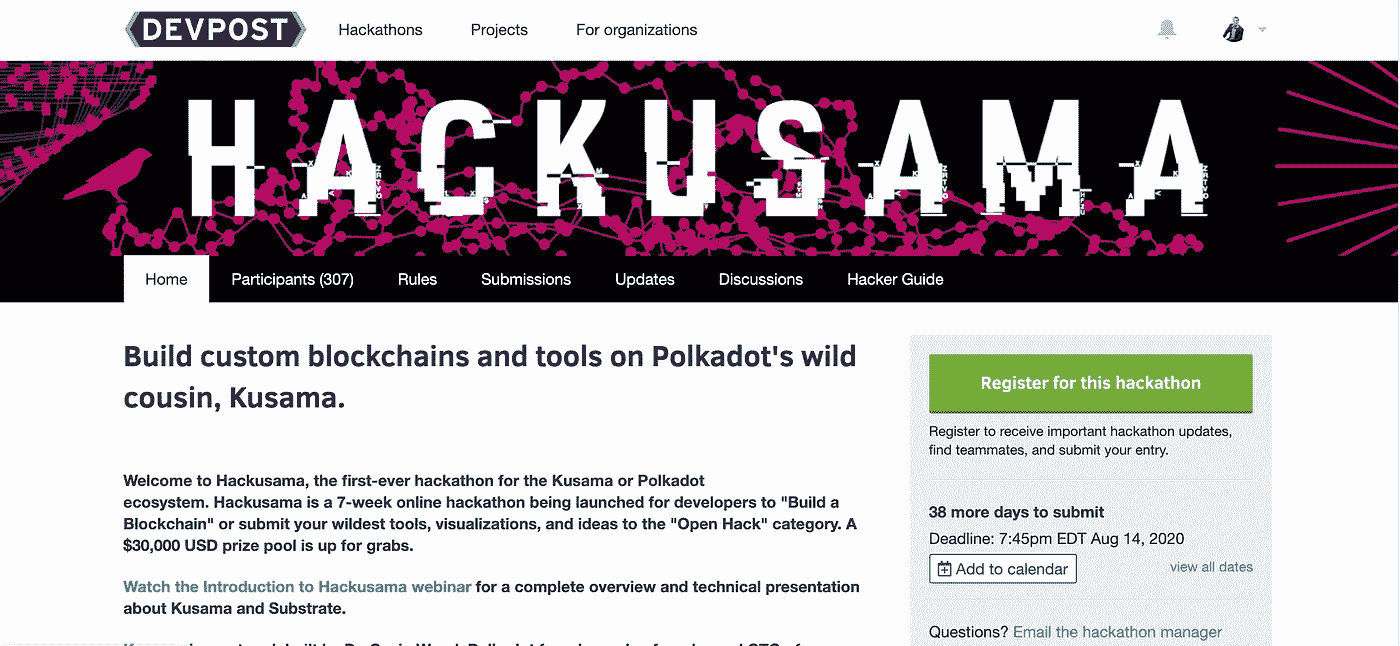 DEVPOST
Hackathons
Projects
For organizations
HACKUSAMA
Home
Participants (307)
Rules
Submissions
Updates
Discussions
Hacker Guide
Build custom blockchains and tools on Polkadot's wild
cousin, Kusama.
Welcome to Hackusama, the first-ever hackathon for the Kusama or Polkadot
ecosystem. Hackusama is a 7-week online hackathon being launched for developers to "Build a
Blockchain" or submit your wildest tools, visualizations, and ideas to the "Open Hack" category. A
$30,000 USD prize pool is up for grabs.
Watch the Introduction to Hackusama webinar for a complete overview and technical presentation
about Kusama and Substrate.
Register for this hackathon
Register to receive important hackathon updates,
find teammates, and submit your entry.
38 more days to submit
Deadline: 7:45pm EDT Aug 14, 2020
Add to calendar
view all dates
Questions? Email the hackathon manager